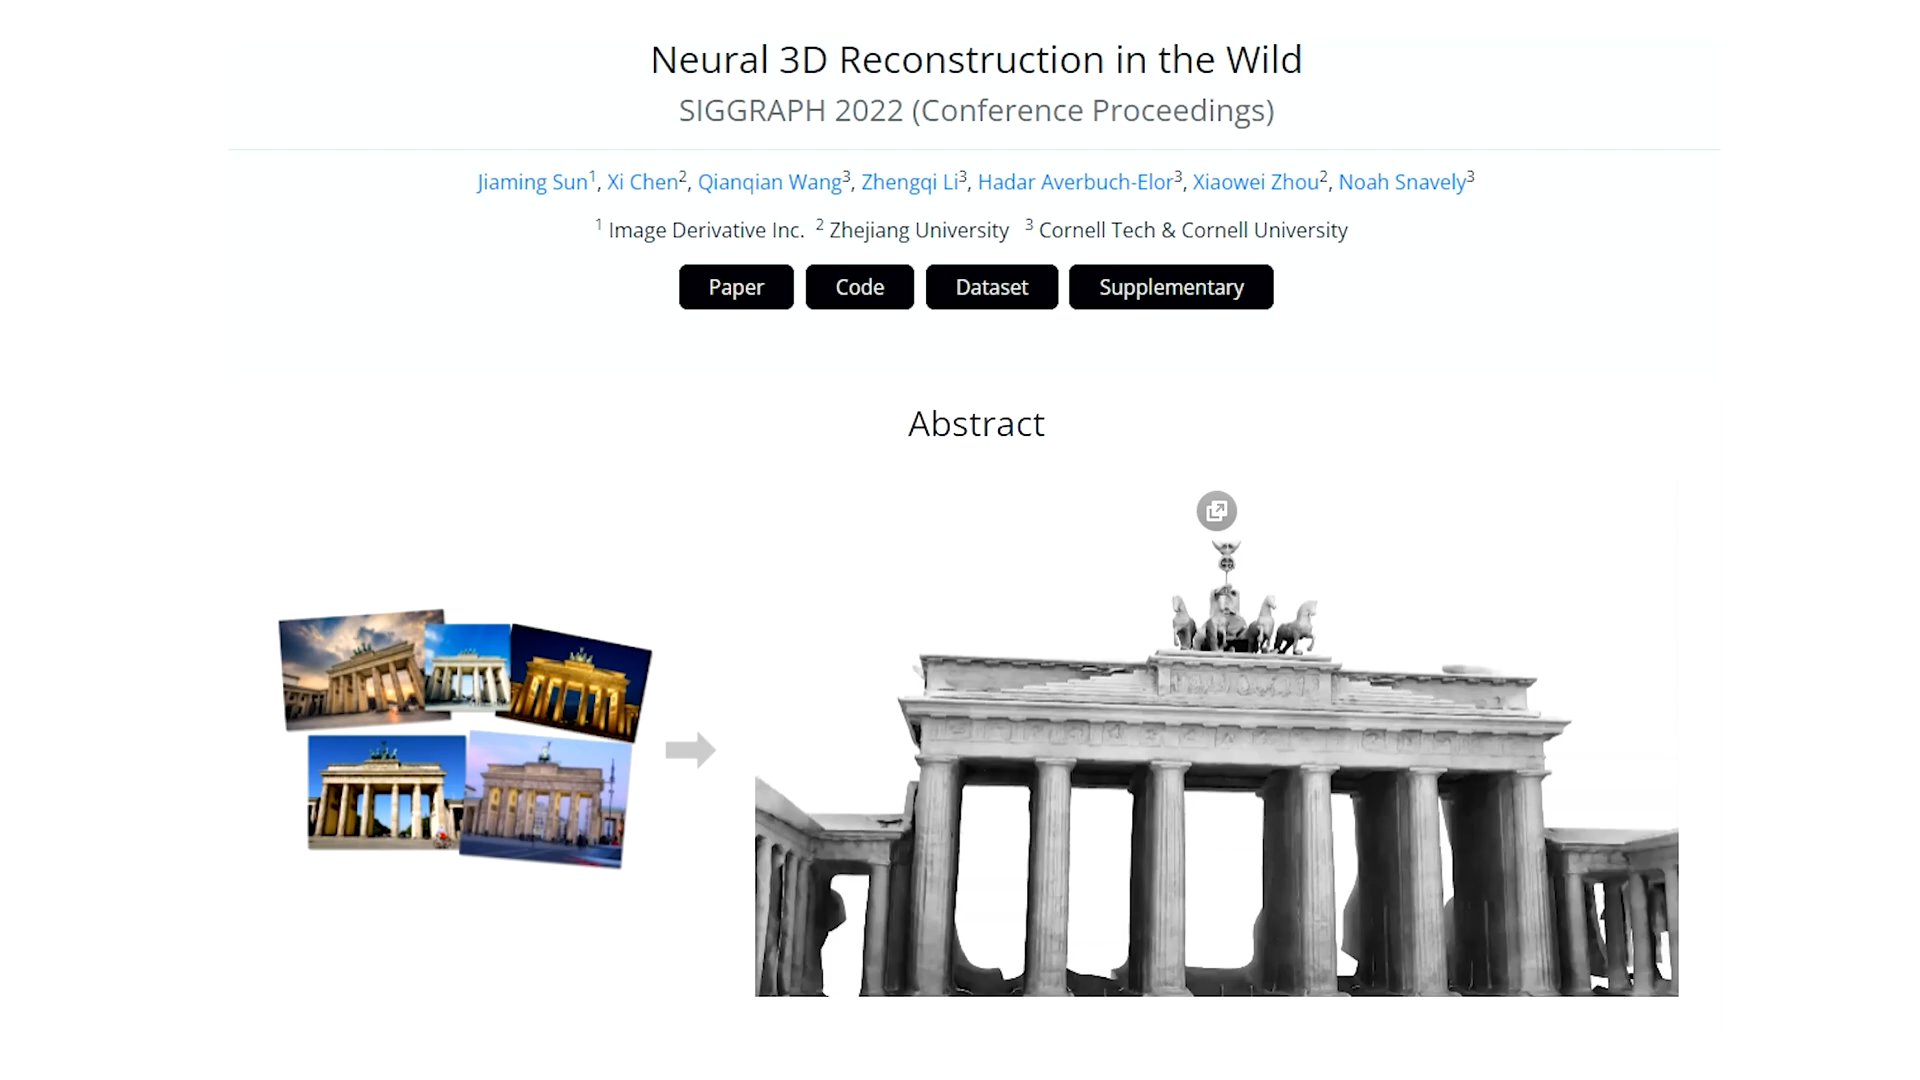 Neural 3D Reconstruction in the Wild
SIGGRAPH 2022 (Conference Proceedings)
Jiaming Sun¹, Xi Chen², Qianqian Wang³, Zhengqi Li³, Hadar Averbuch-Elor³, Xiaowei Zhou², Noah Snavely³
¹ Image Derivative Inc. ² Zhejiang University ³ Cornell Tech & Cornell University
Paper Code Dataset Supplementary
Abstract